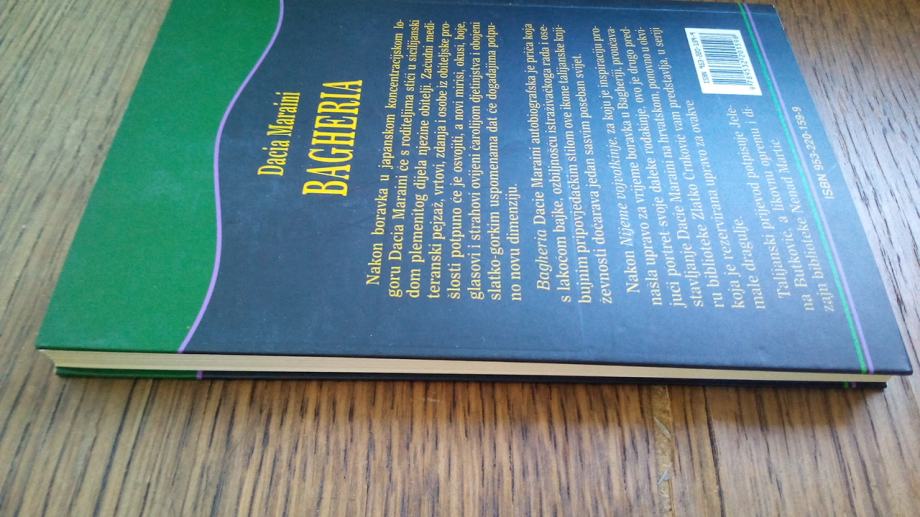 Dacia Maraini
BAGHERIA
Nakon boravka u japanskom koncentracijskom lo-
goru Dacia Maraini će s roditeljima stići u sicilijanski
dom plemenitog dijela njezine obitelji. Začudni medi-
teranski pejzaž, vrtovi, zdanja i osobe iz obiteljske pro-
šlosti potpuno će je osvojiti, a novi mirisi, okusi, boje,
glasovi i strahovi ovijeni čarolijom djetinjstva i obojeni
slatko-gorkim uspomenama dat će događajima potpu-
no novu dimenziju.
Bagheria Dacie Maraini autobiografska je priča koja
s lakoćom bajke, ozbiljnošću istraživačkoga rada i ose-
bujnim pripovjedačkim stilom ove ikone talijanske knji-
ževnosti dočarava jedan sasvim poseban svijet.
Nakon Nijeme vojvotkinje, za koju je inspiraciju pro-
našla upravo za vrijeme boravka u Bagheriji, proučava-
jući portret svoje daleke rođakinje, ovo je drugo pred-
stavljanje Dacie Maraini na hrvatskom, ponovno u okvi-
ru biblioteke Zlatko Crnković vam predstavlja, u seriji
koja je rezervirana upravo za ovakve
male dragulje.
Talijanski prijevod potpisuje Jele-
na Butković, a likovnu opremu i di-
zajn biblioteke Nenad Martić
ISBN 953-220-159-9